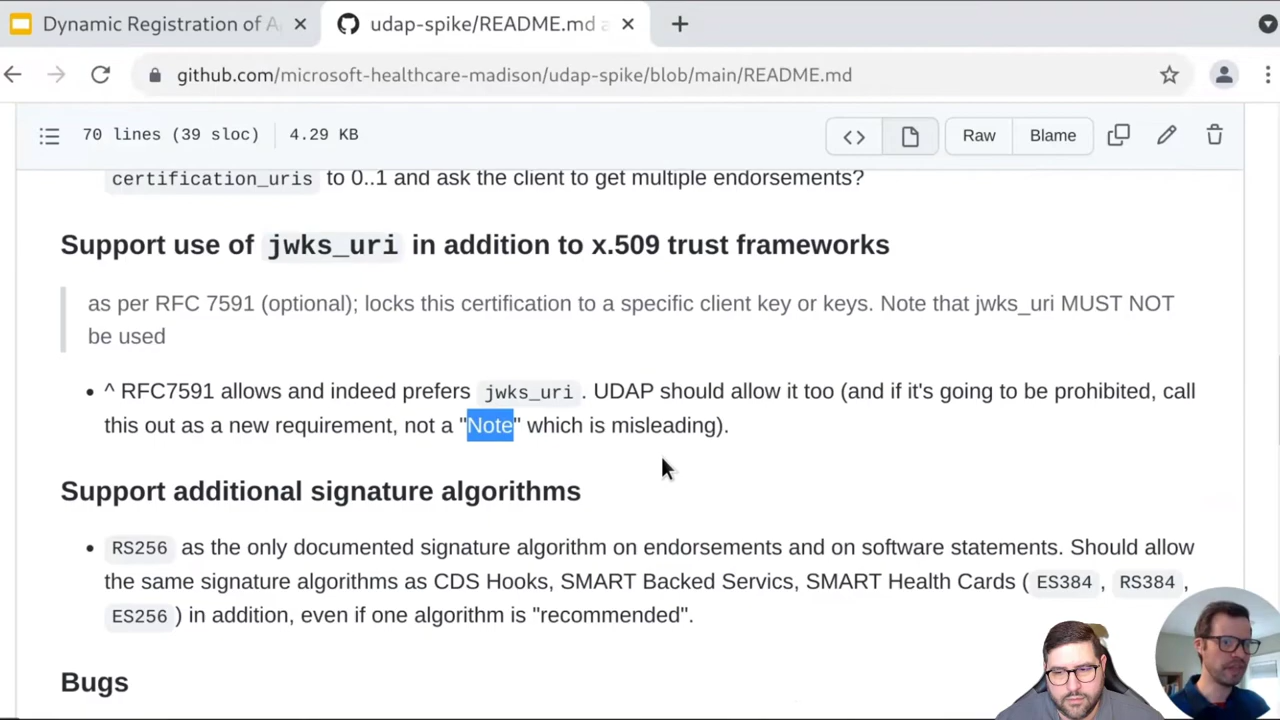 Dynamic Registration of A
udap-spike/README.md a
github.com/microsoft-healthcare-madison/udap-spike/blob/main/README.md
70 lines (39 sloc) 4.29 KB
Raw Blame
certification_uris to 0..1 and ask the client to get multiple endorsements?
Support use of jwks_uri in addition to x.509 trust frameworks
as per RFC 7591 (optional); locks this certification to a specific client key or keys. Note that jwks_uri MUST NOT
be used
• ^ RFC7591 allows and indeed prefers jwks_uri . UDAP should allow it too (and if it's going to be prohibited, call
this out as a new requirement, not a "Note" which is misleading).
Support additional signature algorithms
• RS256 as the only documented signature algorithm on endorsements and on software statements. Should allow
the same signature algorithms as CDS Hooks, SMART Backed Servics, SMART Health Cards ( ES384 , RS384 ,
ES256 ) in addition, even if one algorithm is "recommended".
Bugs